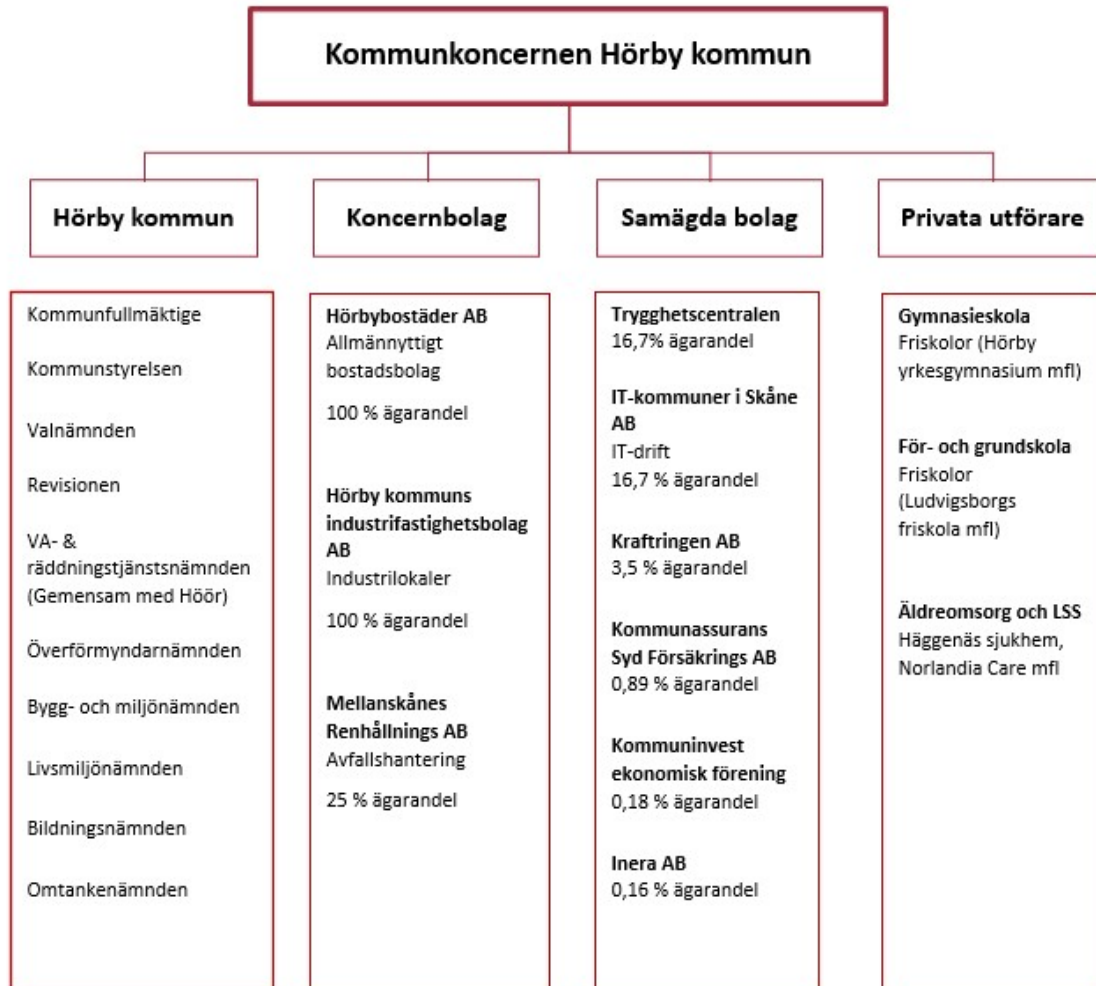 Kommunkoncernen Hörby kommun
Hörby kommun
Kommunfullmäktige
Kommunstyrelsen
Valnämnden
Revisionen
VA- &
räddningstjänstsnämnden
(Gemensam med Höör)
Överförmyndarnämnden
Bygg- och miljönämnden
Livsmiljönämnden
Bildningsnämnden
Omtankenämnden
Koncernbolag
Hörbybostäder AB
Allmännyttigt
bostadsbolag
100 % ägarandel
Hörby kommuns
industrifastighetsbolag
AB
Industrilokaler
100 % ägarandel
Mellanskånes
Renhållnings AB
Avfallshantering
25 % ägarandel
Samägda bolag
Trygghetscentralen
16,7% ägarandel
IT-kommuner i Skåne
AB
IT-drift
16,7 % ägarandel
Kraftringen AB
3,5 % ägarandel
Kommunassurans
Syd Försäkrings AB
0,89 % ägarandel
Kommuninvest
ekonomisk förening
0,18 % ägarandel
Inera AB
0,16 % ägarandel
Privata utförare
Gymnasieskola
Friskolor (Hörby
yrkesgymnasium mfl)
För- och grundskola
Friskolor
(Ludvigsborgs
friskola mfl)
Äldreomsorg och LSS
Häggenäs sjukhem,
Norlandia Care mfl